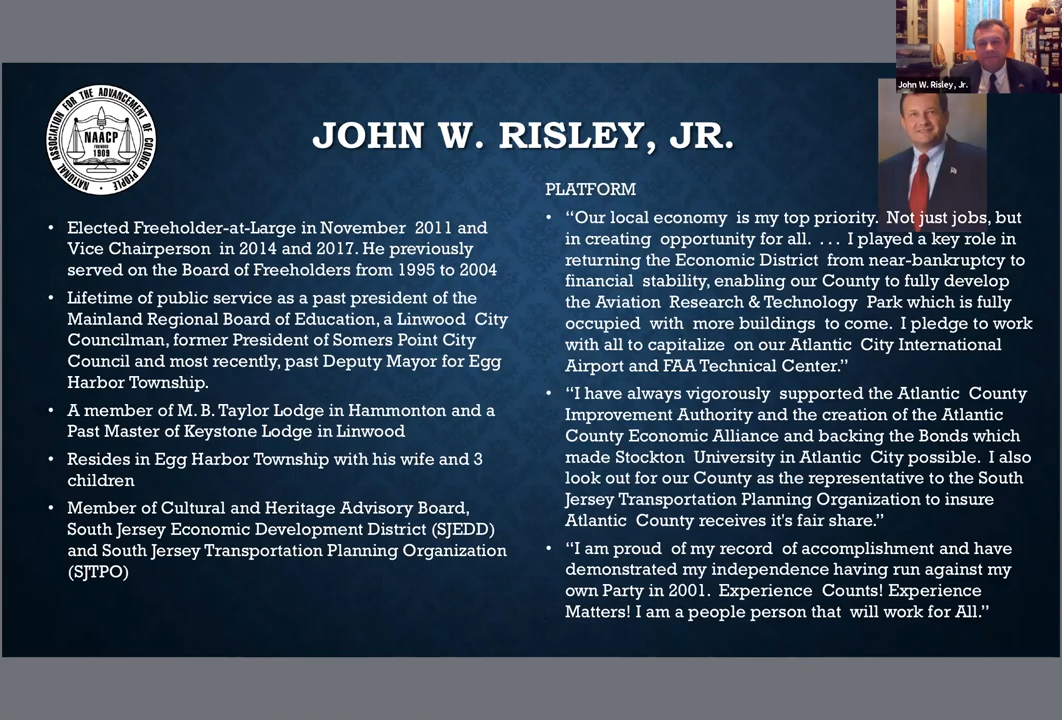 John W. Risley, Jr.
NATIONAL ASSOCIATION FOR THE ADVANCEMENT OF COLORED PEOPLE
NAACP
FOUNDED
1909
JOHN W. RISLEY, JR.
• Elected Freeholder-at-Large in November 2011 and
Vice Chairperson in 2014 and 2017. He previously
served on the Board of Freeholders from 1995 to 2004
• Lifetime of public service as a past president of the
Mainland Regional Board of Education, a Linwood City
Councilman, former President of Somers Point City
Council and most recently, past Deputy Mayor for Egg
Harbor Township.
• A member of M. B. Taylor Lodge in Hammonton and a
Past Master of Keystone Lodge in Linwood
• Resides in Egg Harbor Township with his wife and 3
children
• Member of Cultural and Heritage Advisory Board,
South Jersey Economic Development District (SJEDD)
and South Jersey Transportation Planning Organization
(SJTPO)
PLATFORM
• “Our local economy is my top priority. Not just jobs, but
in creating opportunity for all. . . . I played a key role in
returning the Economic District from near-bankruptcy to
financial stability, enabling our County to fully develop
the Aviation Research & Technology Park which is fully
occupied with more buildings to come. I pledge to work
with all to capitalize on our Atlantic City International
Airport and FAA Technical Center.”
• “I have always vigorously supported the Atlantic County
Improvement Authority and the creation of the Atlantic
County Economic Alliance and backing the Bonds which
made Stockton University in Atlantic City possible. I also
look out for our County as the representative to the South
Jersey Transportation Planning Organization to insure
Atlantic County receives it's fair share.”
• “I am proud of my record of accomplishment and have
demonstrated my independence having run against my
own Party in 2001. Experience Counts! Experience
Matters! I am a people person that will work for All.”